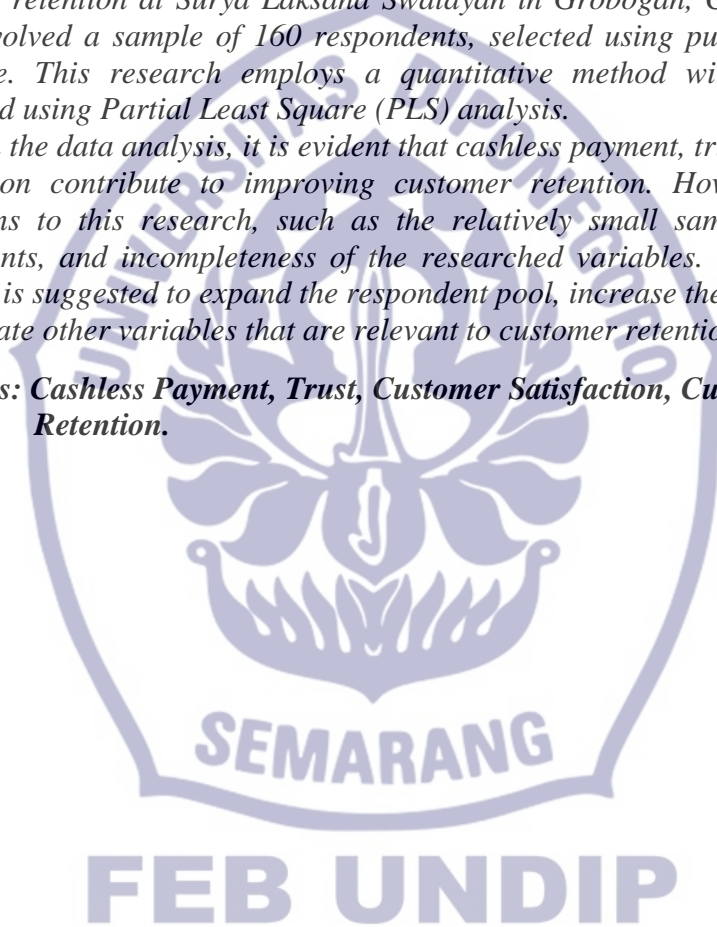 retention at Surya Laksana Swalayan in Grobogan, C
volved a sample of 160 respondents, selected using pu
e. This research employs a quantitative method wi
d using Partial Least Square (PLS) analysis.
the data analysis, it is evident that cashless payment, tr
on contribute to improving customer retention. How
ns to this research, such as the relatively small sam
nts, and incompleteness of the researched variables.
is suggested to expand the respondent pool, increase the
ate other variables that are relevant to customer retentio
s: Cashless Payment, Trust, Customer Satisfaction, Cu
Retention.
UNIVERSITAS DIPONEGORO
SEMARANG
FEB UNDIP